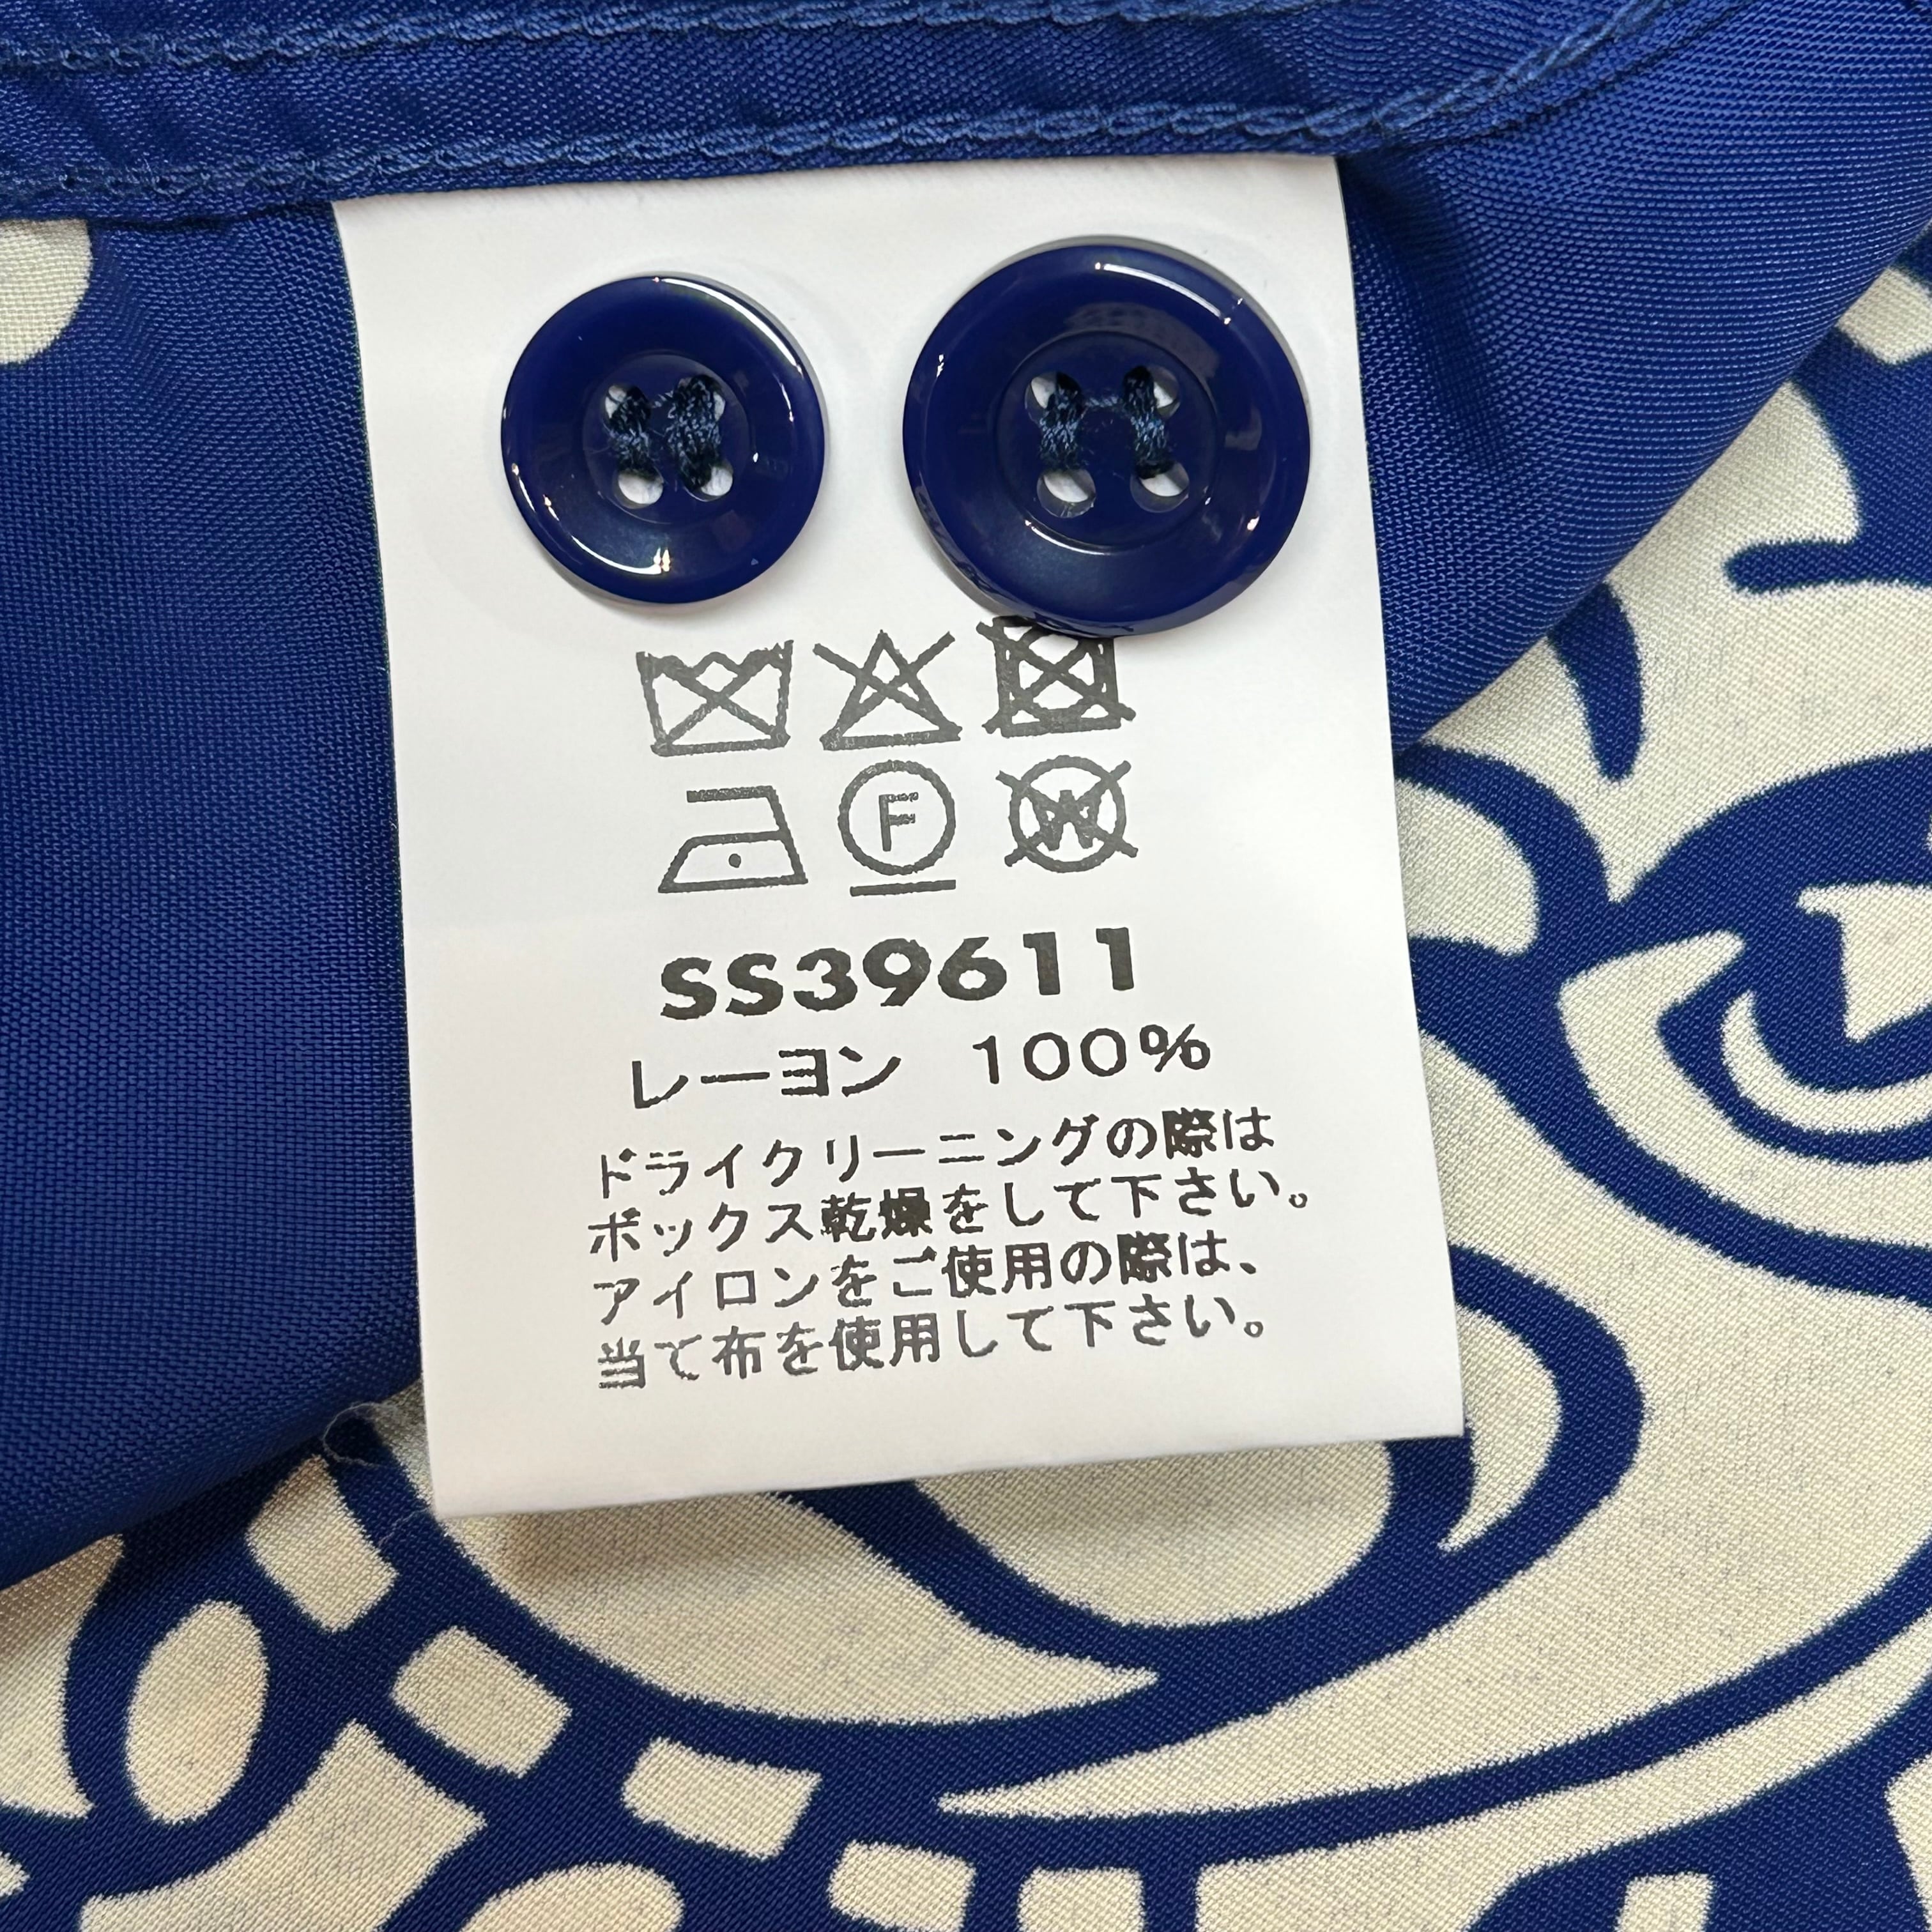 F W
SS39611
レーヨン 100%
ドライクリーニングの際は
ボックス乾燥をして下さい。
アイロンをご使用の際は、
当て布を使用して下さい。